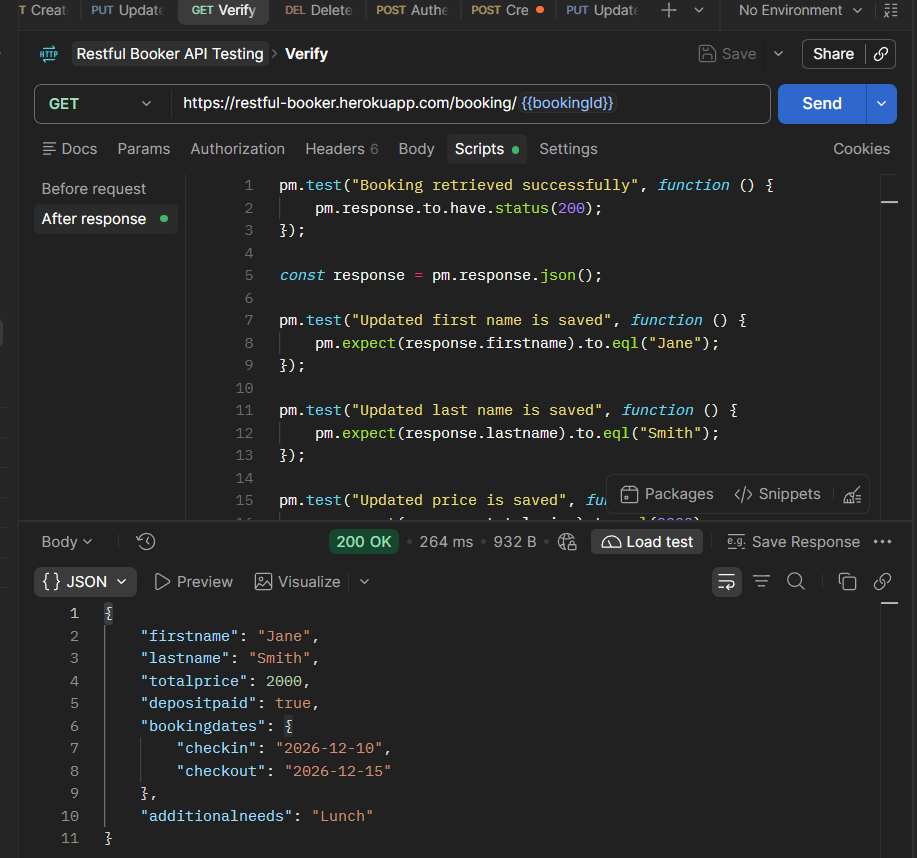 T Creat PUT Update GET Verify DEL Delete POST Authe POST Cre PUT Update No Environment
HTTP Restful Booker API Testing > Verify Save Share
GET https://restful-booker.herokuapp.com/booking/ {{bookingId}} Send
Docs Params Authorization Headers 6 Body Scripts Settings Cookies
Before request
After response
1 pm.test("Booking retrieved successfully", function () {
2 pm.response.to.have.status(200);
3 });
4
5 const response = pm.response.json();
6
7 pm.test("Updated first name is saved", function () {
8 pm.expect(response.firstname).to.eql("Jane");
9 });
10
11 pm.test("Updated last name is saved", function () {
12 pm.expect(response.lastname).to.eql("Smith");
13 });
14
15 pm.test("Updated price is saved", fu
Packages </> Snippets
Body 200 OK • 264 ms • 932 B • Load test e.g. Save Response
{} JSON Preview Visualize
1 {
2 "firstname": "Jane",
3 "lastname": "Smith",
4 "totalprice": 2000,
5 "depositpaid": true,
6 "bookingdates": {
7 "checkin": "2026-12-10",
8 "checkout": "2026-12-15"
9 },
10 "additionalneeds": "Lunch"
11 }